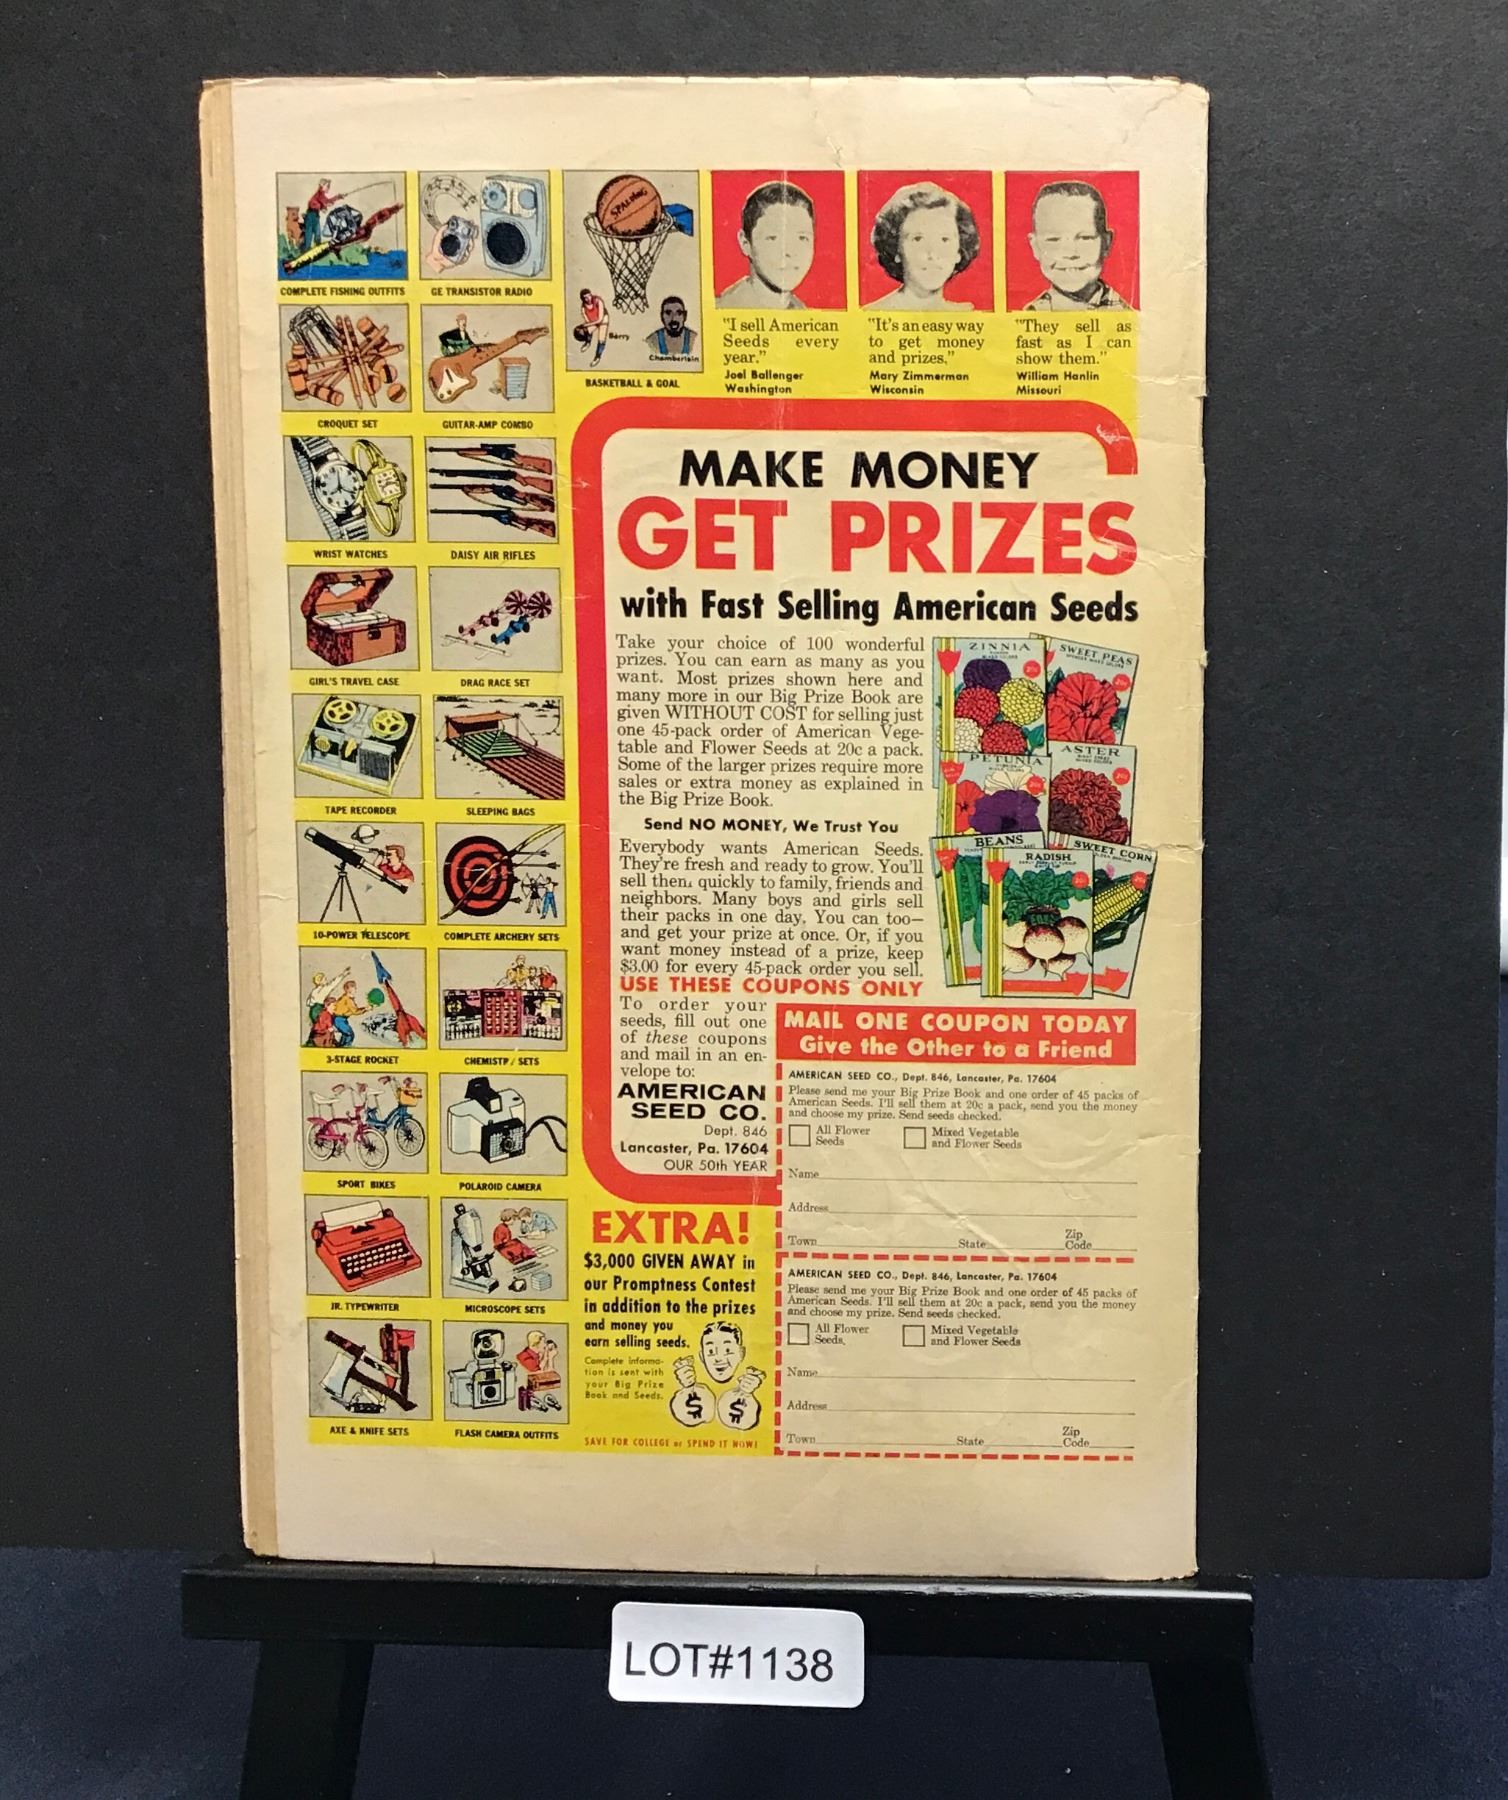 COMPLETE FISHING OUTFITS
GE TRANSISTOR RADIO
SPALDING
Barry
Chamberlain
BASKETBALL & GOAL
"I sell American
Seeds every
year."
Joel Ballenger
Washington
"It's an easy way
to get money
and prizes."
Mary Zimmerman
Wisconsin
"They sell as
fast as I can
show them."
William Hanlin
Missouri
CROQUET SET
GUITAR-AMP COMBO
WRIST WATCHES
DAISY AIR RIFLES
GIRL'S TRAVEL CASE
DRAG RACE SET
TAPE RECORDER
SLEEPING BAGS
10-POWER TELESCOPE
COMPLETE ARCHERY SETS
3-STAGE ROCKET
CHEMISTRY SETS
SPORT BIKES
POLAROID CAMERA
JR. TYPEWRITER
MICROSCOPE SETS
AXE & KNIFE SETS
FLASH CAMERA OUTFITS
MAKE MONEY
GET PRIZES
with Fast Selling American Seeds
Take your choice of 100 wonderful
prizes. You can earn as many as you
want. Most prizes shown here and
many more in our Big Prize Book are
given WITHOUT COST for selling just
one 45-pack order of American Vege-
table and Flower Seeds at 20c a pack.
Some of the larger prizes require more
sales or extra money as explained in
the Big Prize Book.
Send NO MONEY, We Trust You
Everybody wants American Seeds.
They're fresh and ready to grow. You'll
sell them quickly to family, friends and
neighbors. Many boys and girls sell
their packs in one day. You can too—
and get your prize at once. Or, if you
want money instead of a prize, keep
$3.00 for every 45-pack order you sell.
USE THESE COUPONS ONLY
ZINNIA
SWEET PEAS
PETUNIA
ASTER
BEANS
RADISH
SWEET CORN
To order your
seeds, fill out one
of these coupons
and mail in an en-
velope to:
AMERICAN
SEED CO.
Dept. 846
Lancaster, Pa. 17604
OUR 50th YEAR
MAIL ONE COUPON TODAY
Give the Other to a Friend
AMERICAN SEED CO., Dept. 846, Lancaster, Pa. 17604
Please send me your Big Prize Book and one order of 45 packs of
American Seeds. I'll sell them at 20c a pack, send you the money
and choose my prize. Send seeds checked.
All Flower
Seeds
Mixed Vegetable
and Flower Seeds
Name
Address
Town State Zip Code
EXTRA!
$3,000 GIVEN AWAY in
our Promptness Contest
in addition to the prizes
and money you
earn selling seeds.
Complete informa-
tion is sent with
your Big Prize
Book and Seeds.
SAVE FOR COLLEGE or SPEND IT NOW!
AMERICAN SEED CO., Dept. 846, Lancaster, Pa. 17604
Please send me your Big Prize Book and one order of 45 packs of
American Seeds. I'll sell them at 20c a pack, send you the money
and choose my prize. Send seeds checked.
All Flower
Seeds.
Mixed Vegetable
and Flower Seeds
Name
Address
Town State Zip Code
LOT#1138